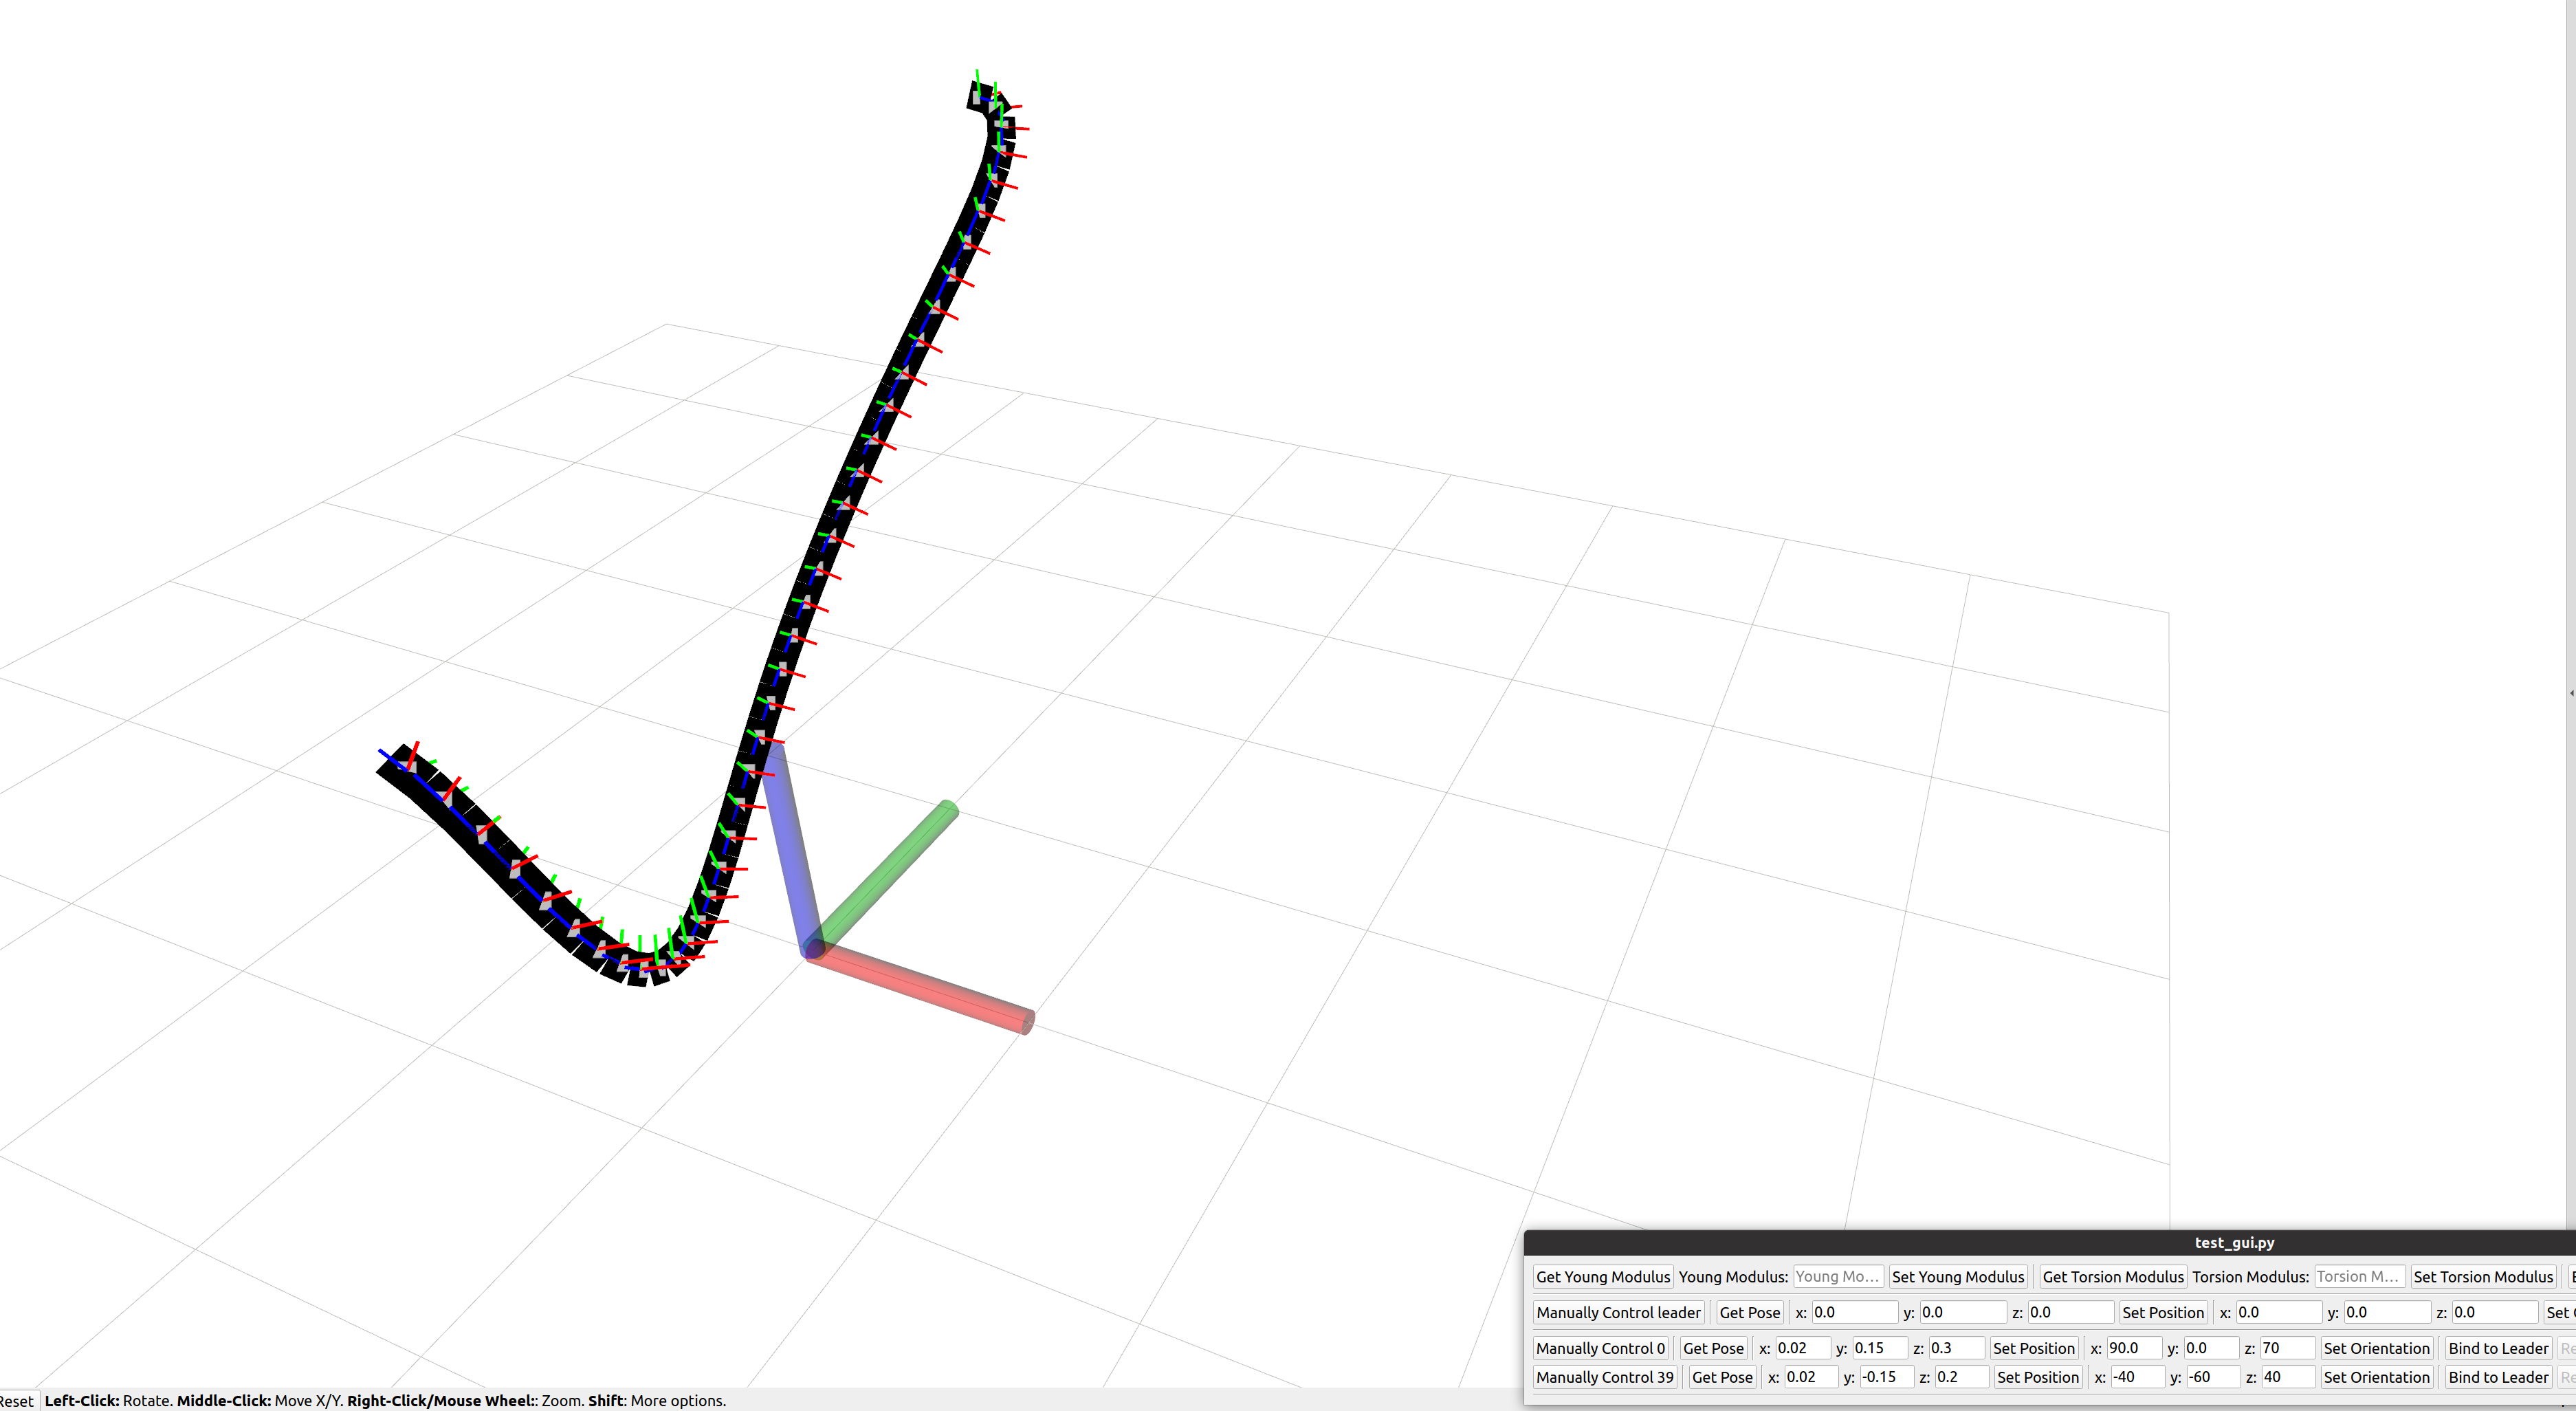 test_gui.py
Get Young Modulus Young Modulus: Young Mo... Set Young Modulus Get Torsion Modulus Torsion Modulus: Torsion M... Set Torsion Modulus
Manually Control leader Get Pose x: 0.0 y: 0.0 z: 0.0 Set Position x: 0.0 y: 0.0 z: 0.0 Set
Manually Control 0 Get Pose x: 0.02 y: 0.15 z: 0.3 Set Position x: 90.0 y: 0.0 z: 70 Set Orientation Bind to Leader Re
Manually Control 39 Get Pose x: 0.02 y: -0.15 z: 0.2 Set Position x: -40 y: -60 z: 40 Set Orientation Bind to Leader Re
Reset Left-Click: Rotate. Middle-Click: Move X/Y. Right-Click/Mouse Wheel:: Zoom. Shift: More options.